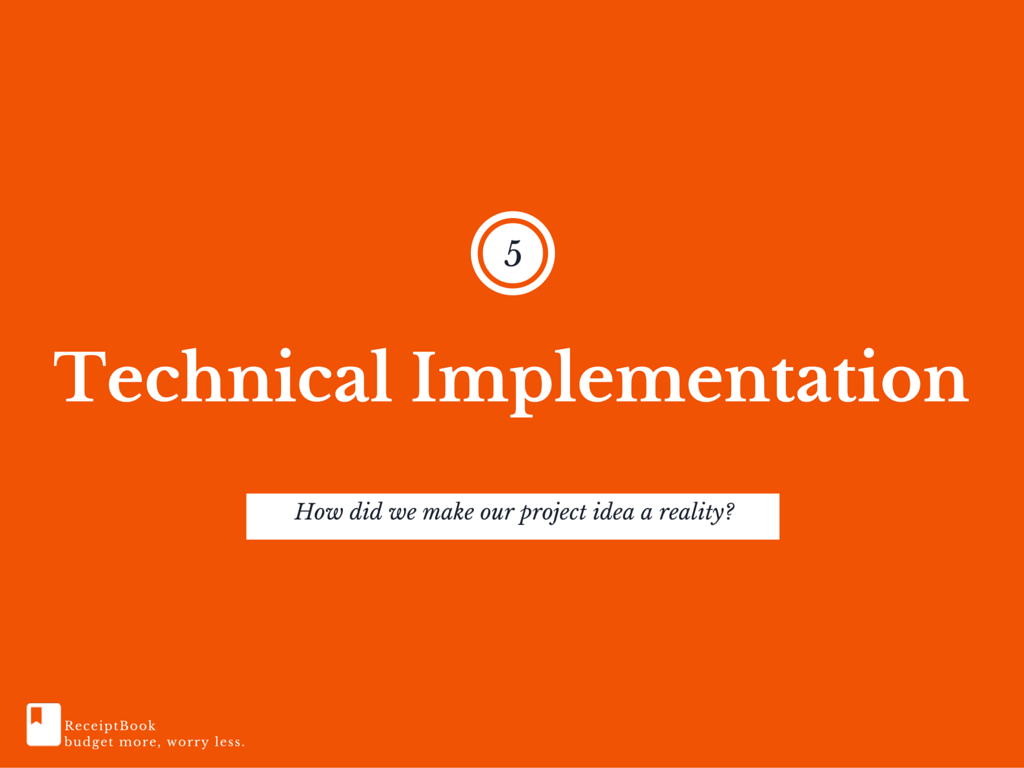 5
Technical Implementation
How did we make our project idea a reality?
ReceiptBook
budget more, worry less.